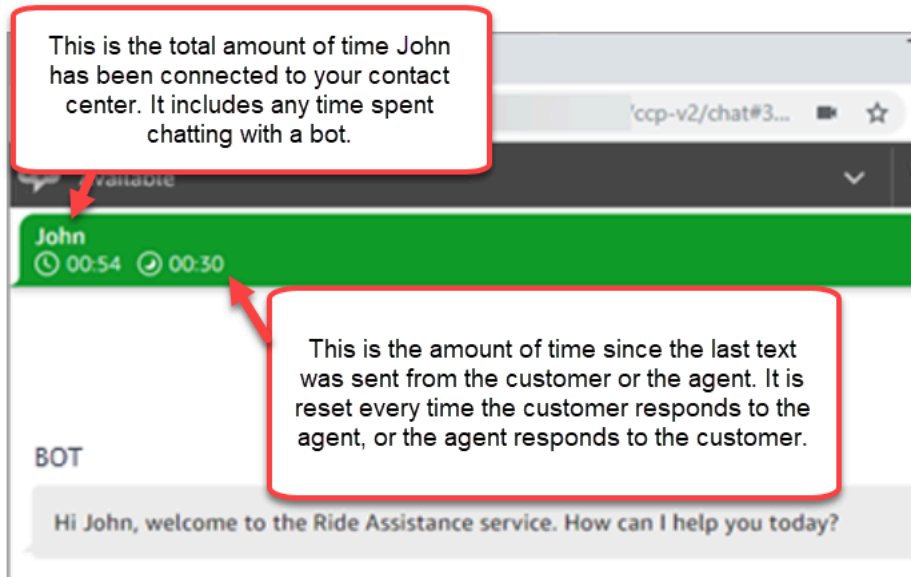 This is the total amount of time John
has been connected to your contact
center. It includes any time spent
chatting with a bot.
/ccp-v2/chat#3...
Available
John
00:54 00:30
This is the amount of time since the last text
was sent from the customer or the agent. It is
reset every time the customer responds to the
agent, or the agent responds to the customer.
BOT
Hi John, welcome to the Ride Assistance service. How can I help you today?